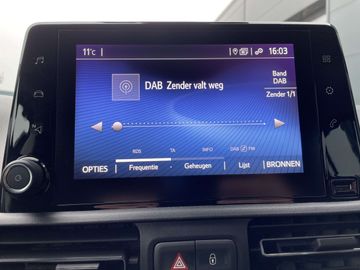 11°C
16:03
DAB Zender valt weg
Band
DAB
Zender 1/1
RDS TA INFO DAB FM
OPTIES Frequentie Geheugen Lijst BRONNEN